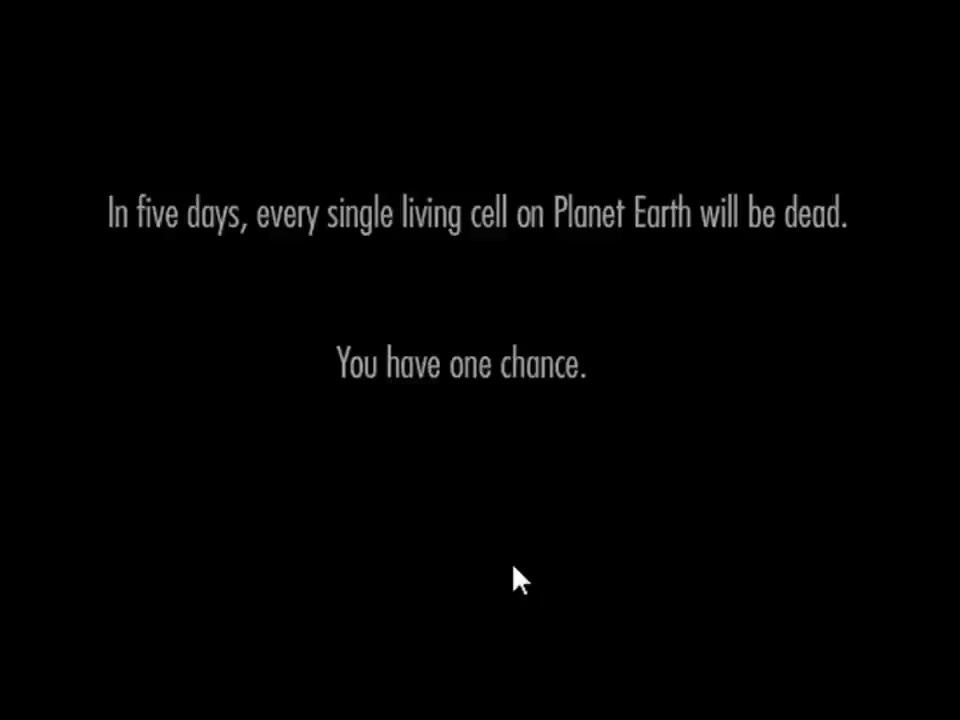 In five days, every single living cell on Planet Earth will be dead.
You have one chance.